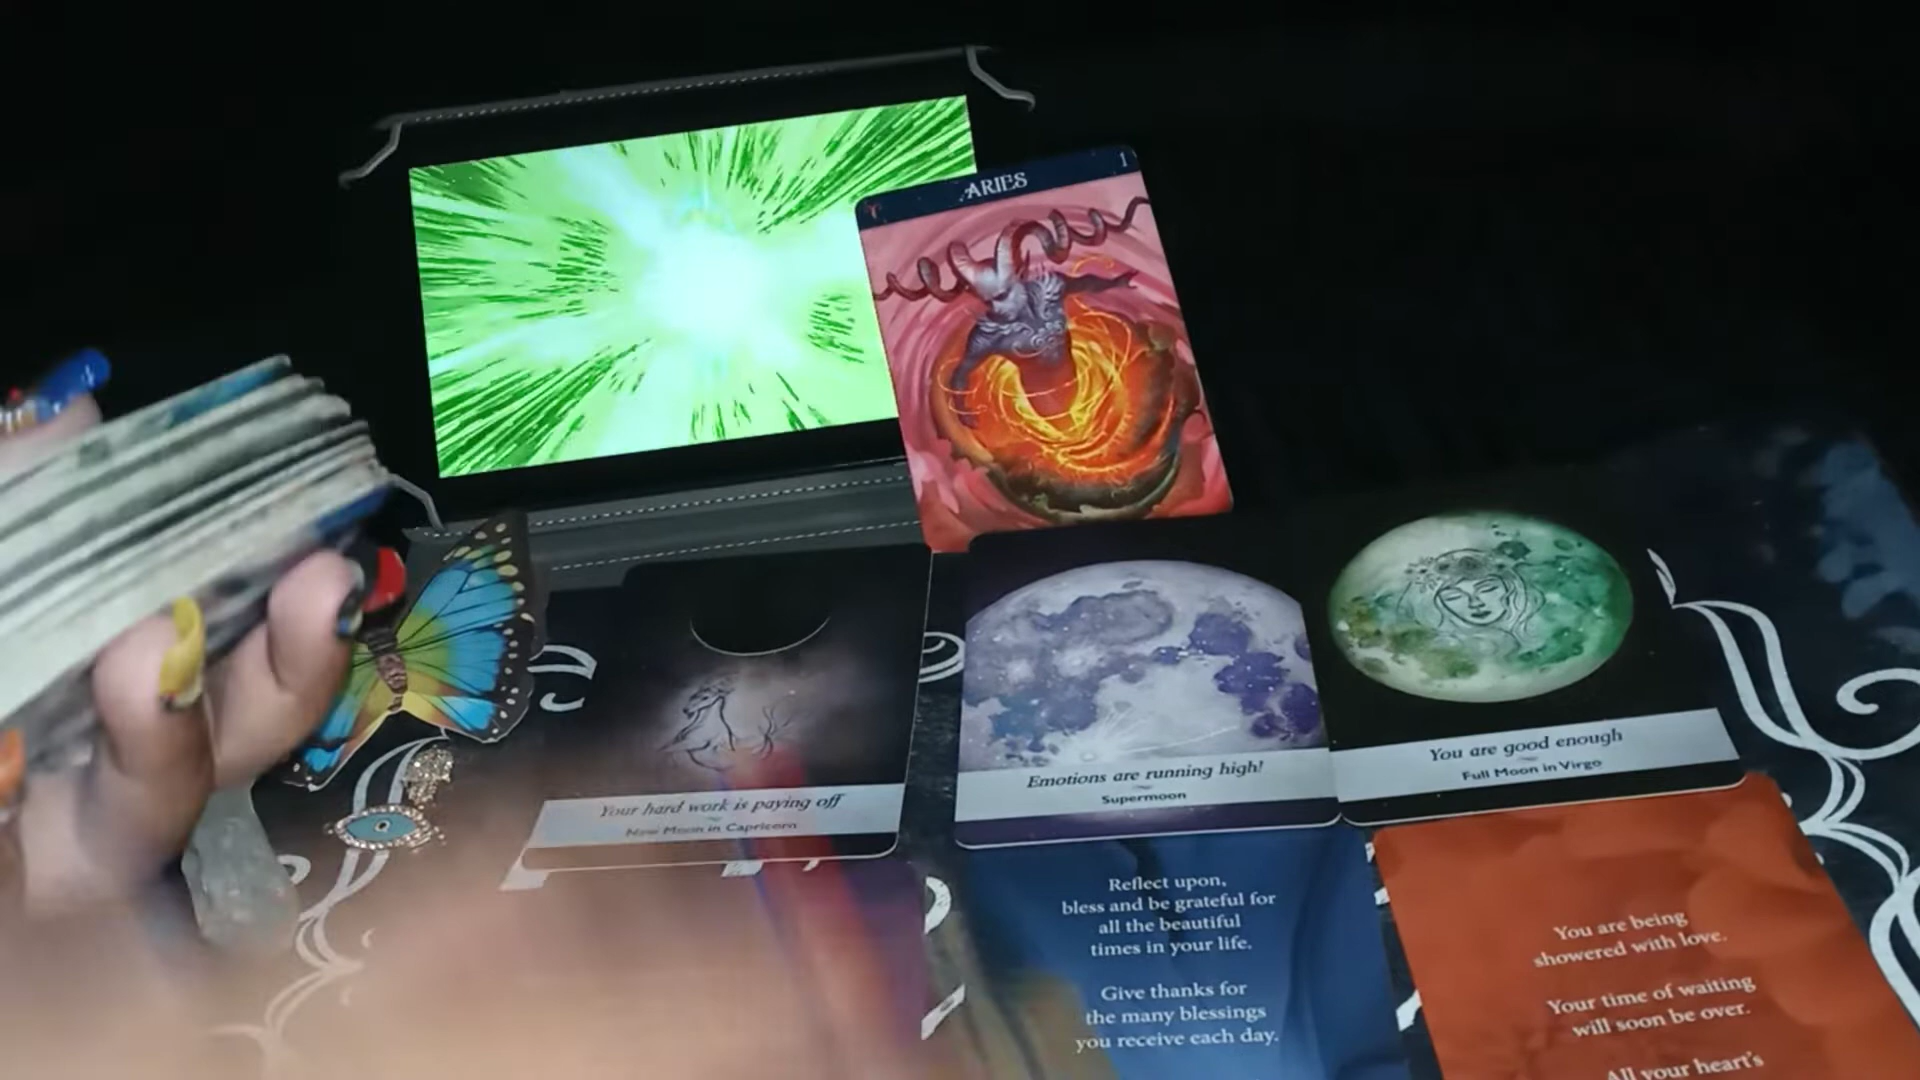 1
ARIES
Your hard work is paying off
New Moon in Capricorn
Emotions are running high!
Supermoon
You are good enough
Full Moon in Virgo
Reflect upon,
bless and be grateful for
all the beautiful
times in your life.
Give thanks for
the many blessings
you receive each day.
You are being
showered with love.
Your time of waiting
will soon be over.
All your heart's